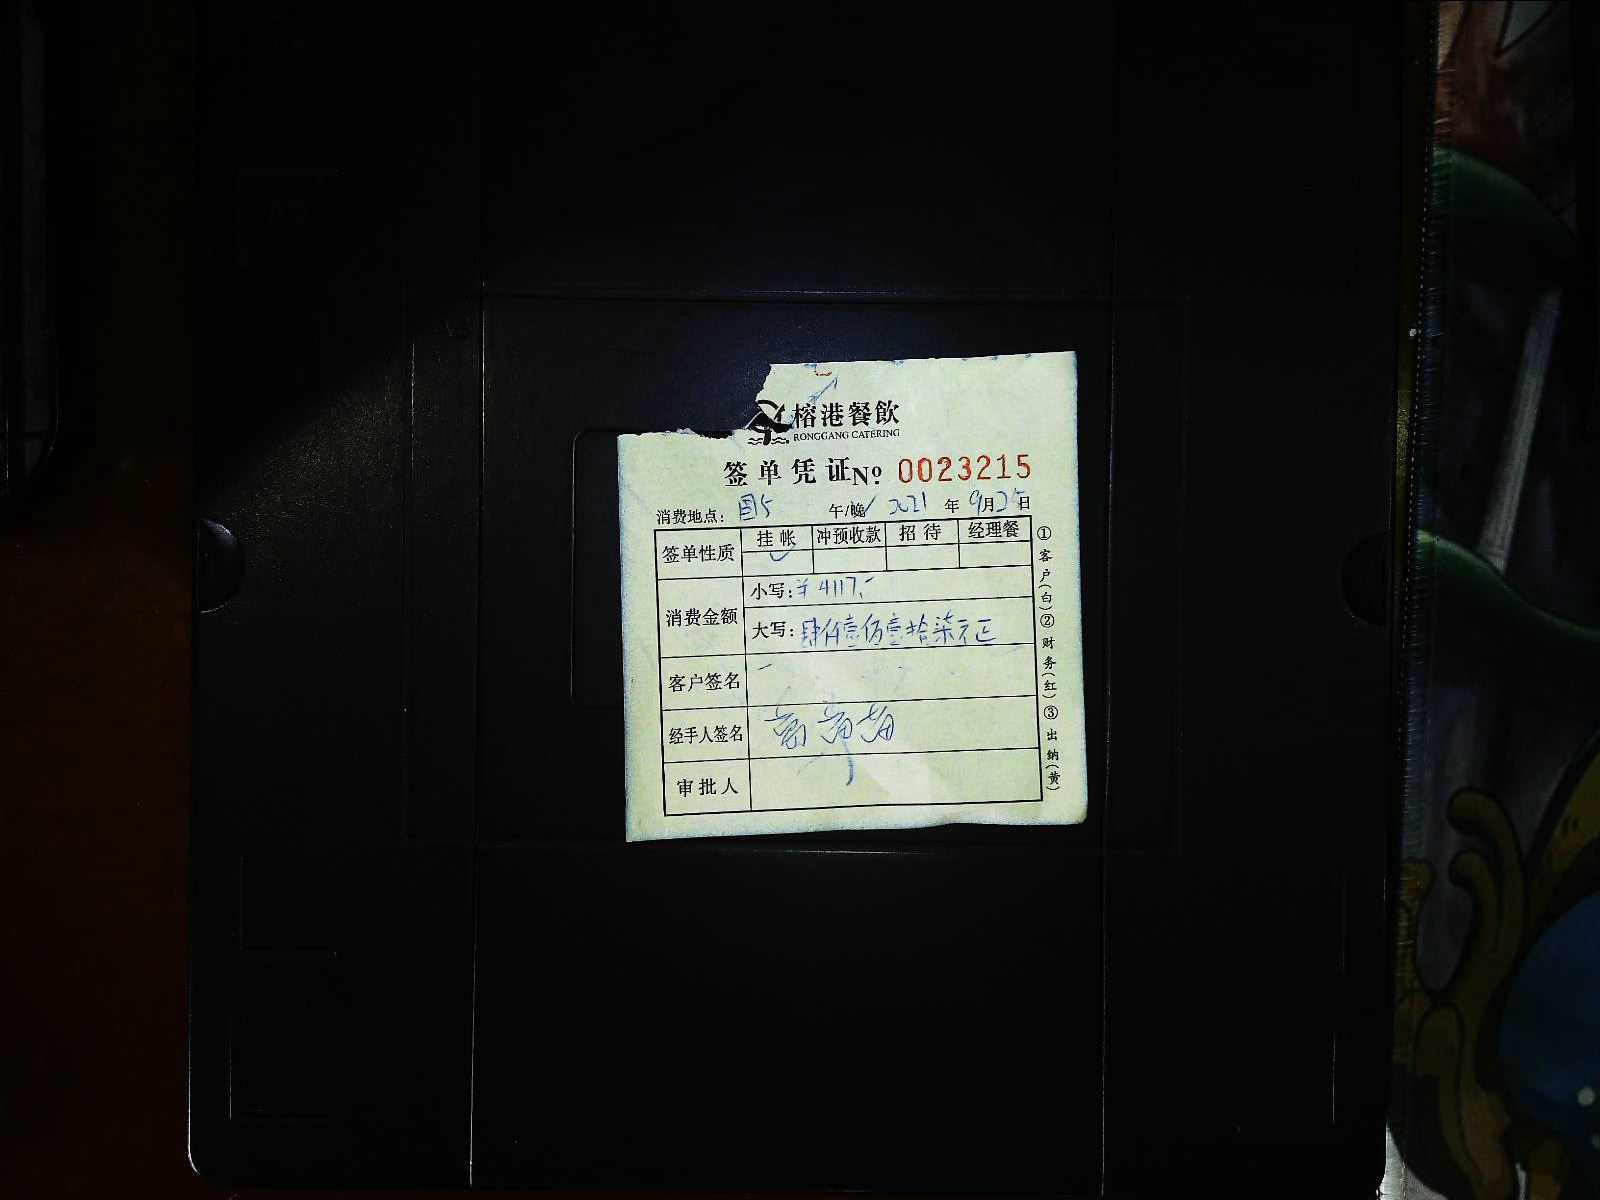 榕港餐飲
RONGGANG CATERING
签单凭证 № 0023215
消费地点： 午/晚 2021 年 9月25日
签单性质 挂帐 冲预收款 招待 经理餐
消费金额 小写：¥4117.-
大写：肆仟壹佰壹拾柒元正
客户签名
经手人签名
审批人
①客户（白）②财务（红）③出纳（黄）